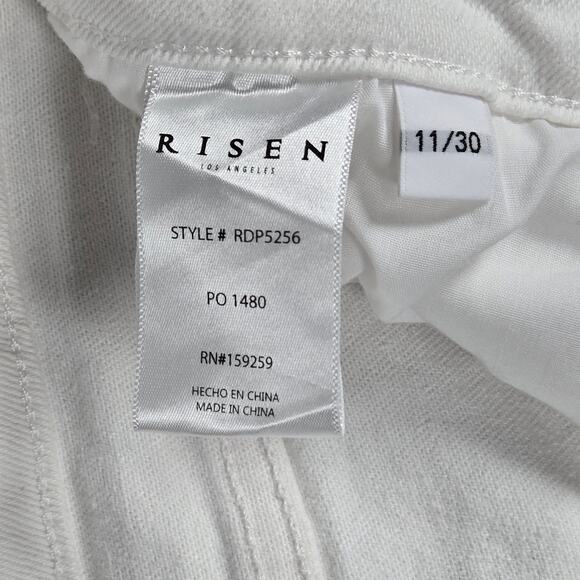 RISEN
LOS ANGELES
11/30
STYLE # RDP5256
PO 1480
RN#159259
HECHO EN CHINA
MADE IN CHINA